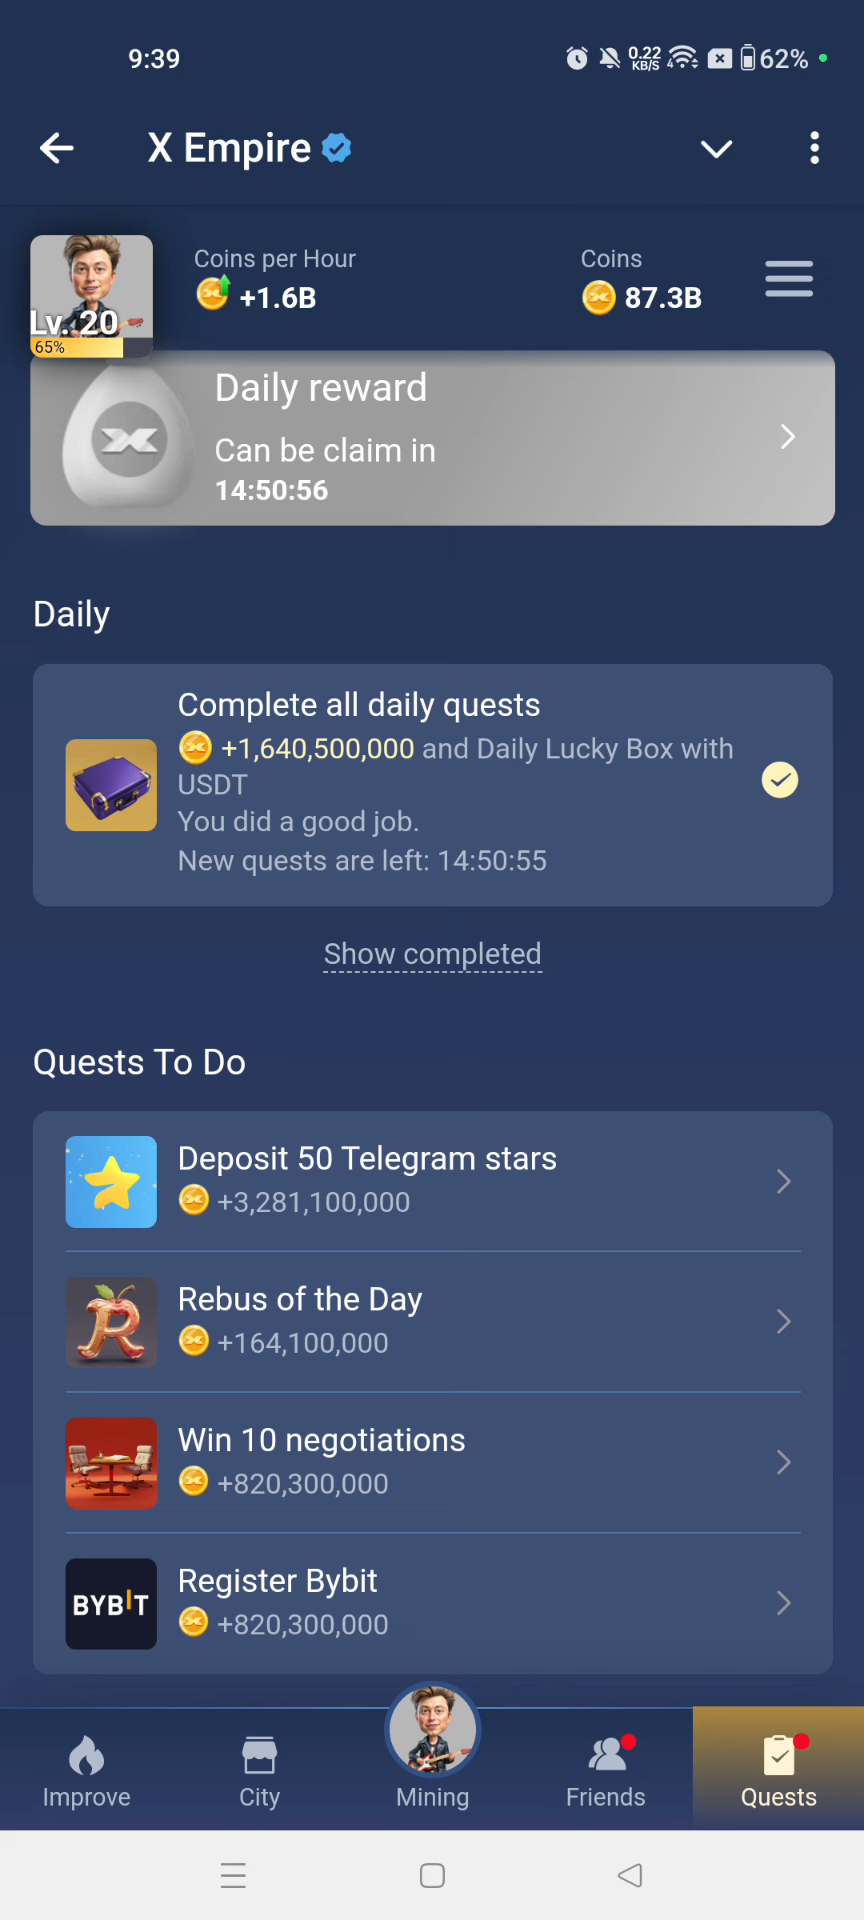 9:39
0.22
KB/S
4
62%
X Empire
Coins per Hour
+1.6B
Coins
87.3B
Lv. 20
65%
Daily reward
Can be claim in
14:50:56
Daily
Complete all daily quests
+1,640,500,000 and Daily Lucky Box with
USDT
You did a good job.
New quests are left: 14:50:55
Show completed
Quests To Do
Deposit 50 Telegram stars
+3,281,100,000
Rebus of the Day
+164,100,000
R
Win 10 negotiations
+820,300,000
BYBIT
Register Bybit
+820,300,000
Improve
City
Mining
Friends
Quests